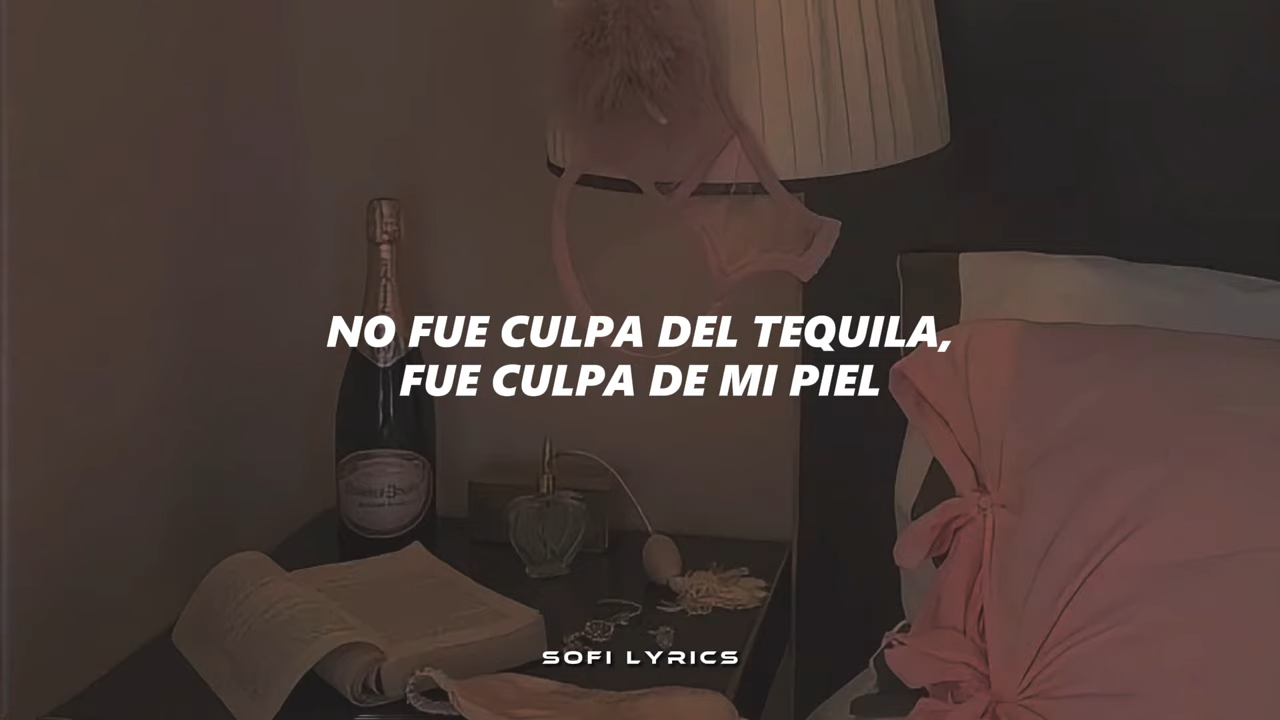 NO FUE CULPA DEL TEQUILA,
FUE CULPA DE MI PIEL
SOFI LYRICS